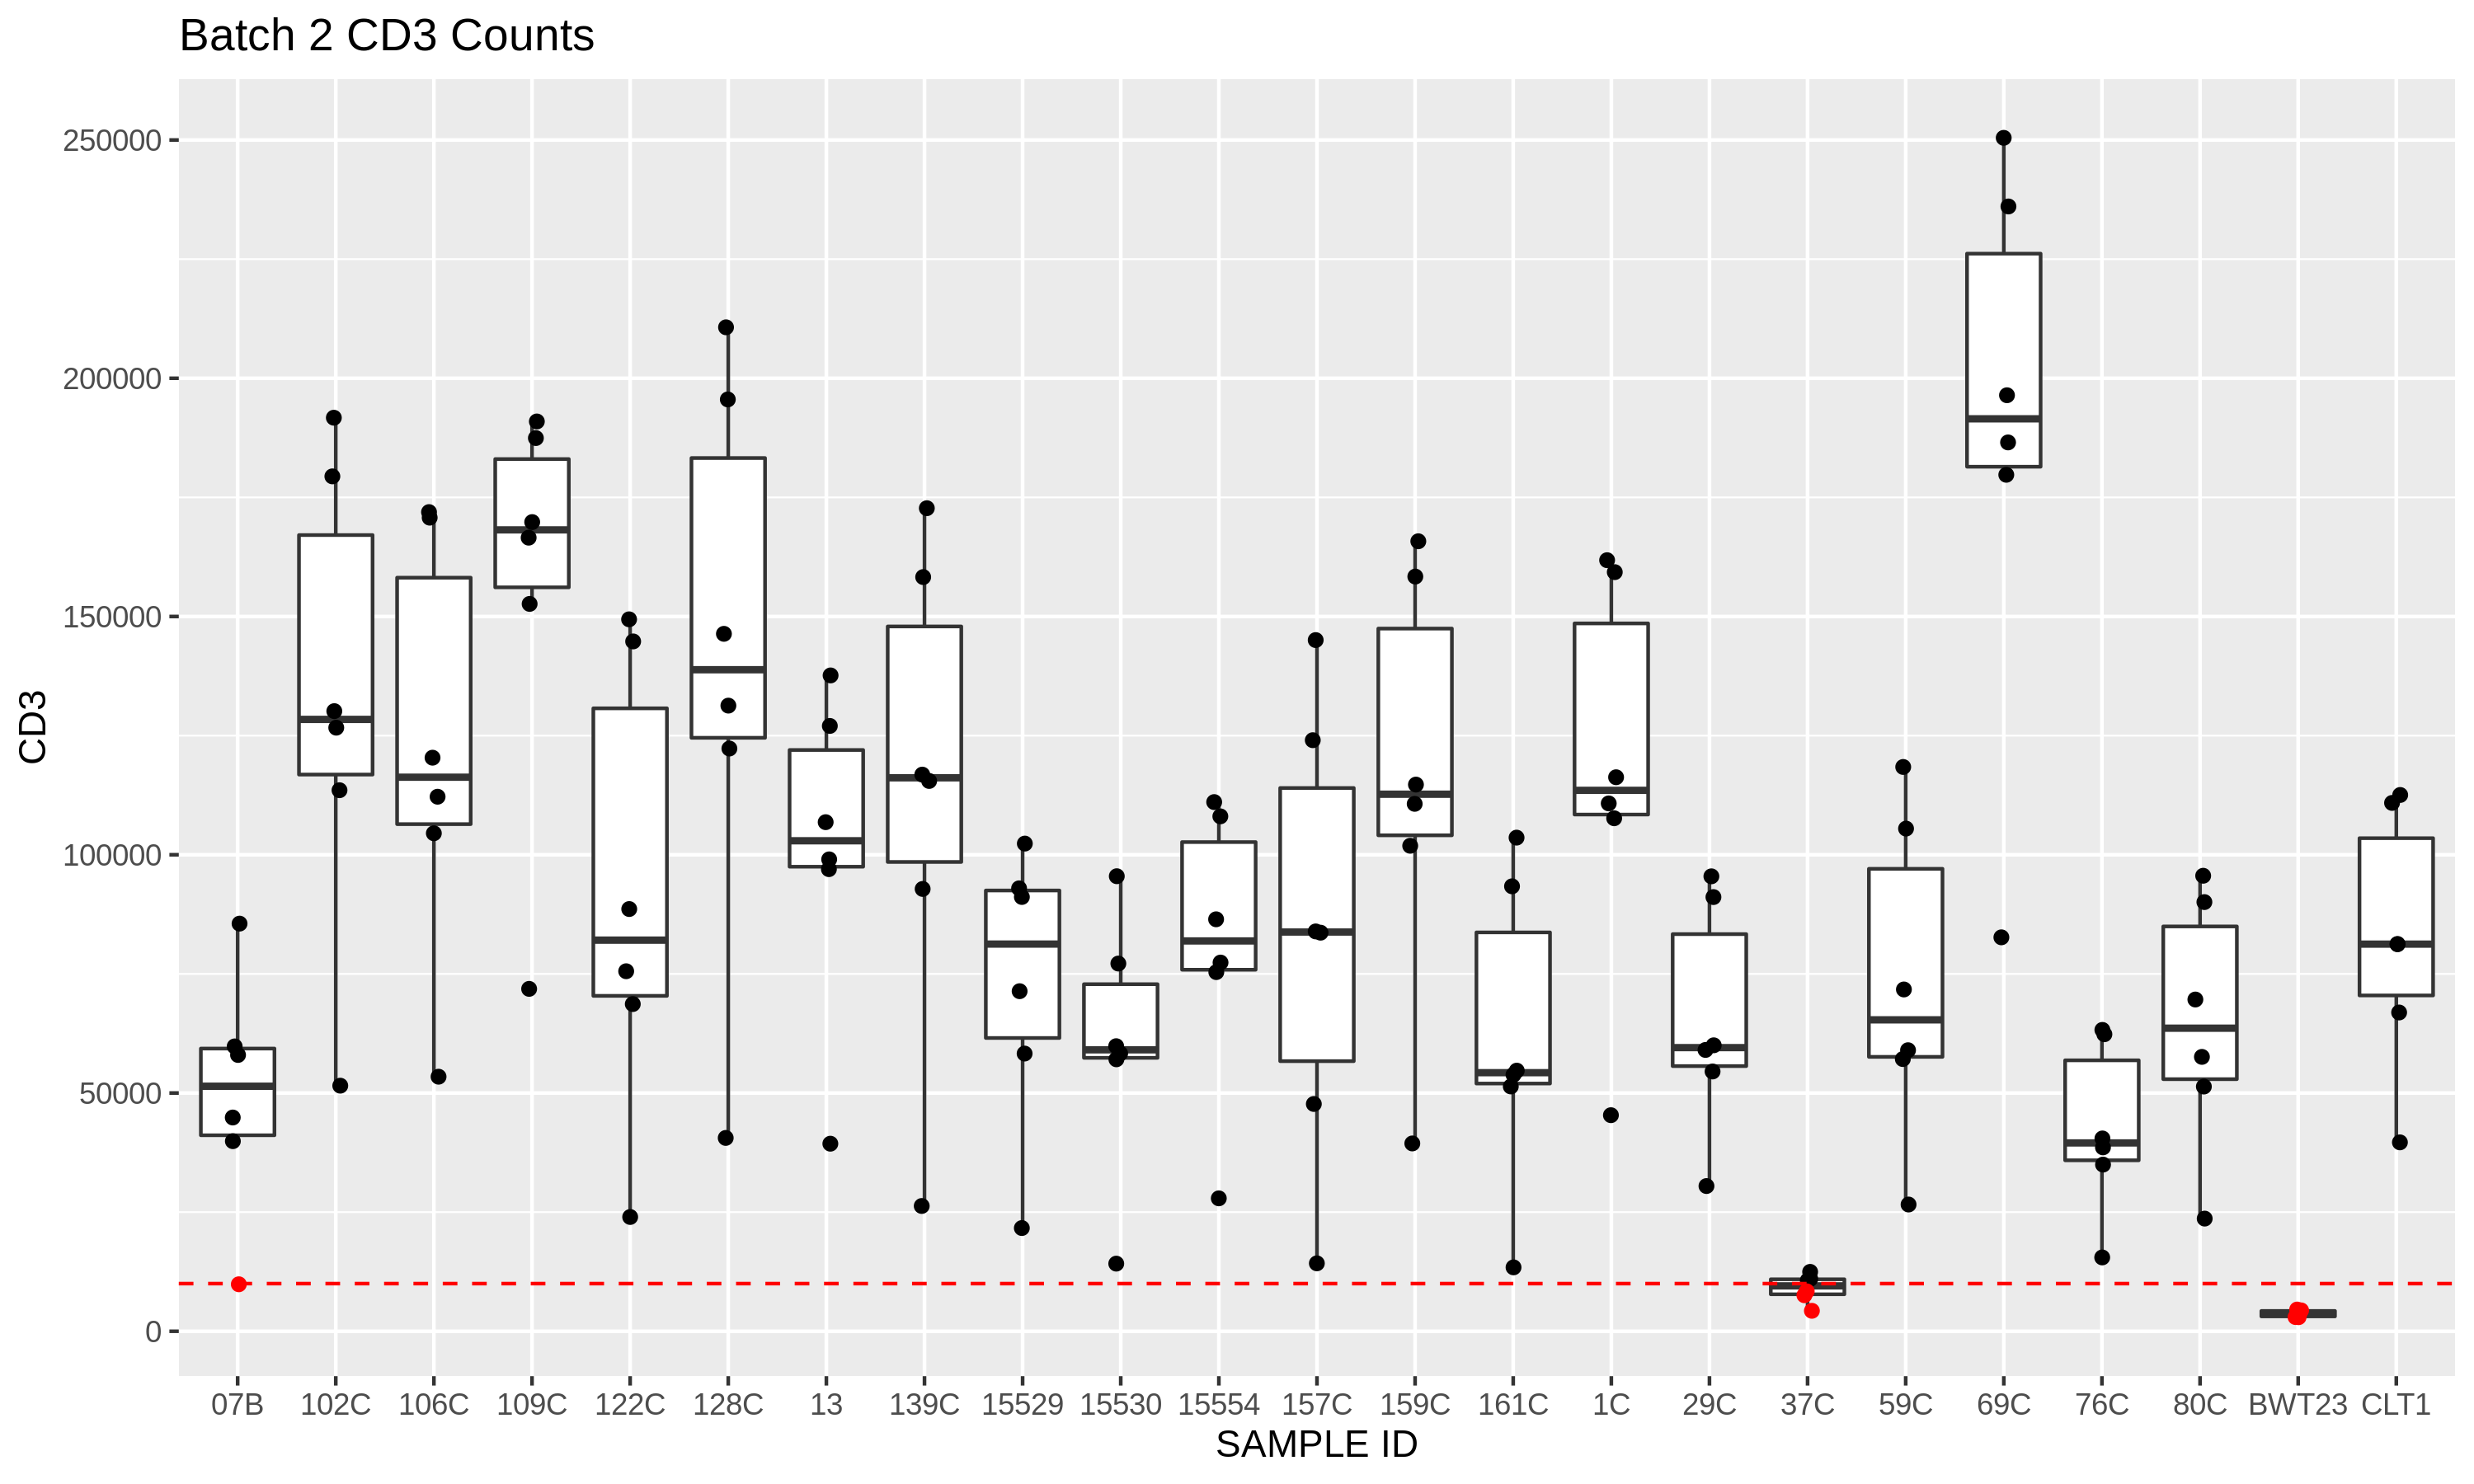 Batch 2 CD3 Counts
250000
200000
150000
100000
50000
0
CD3
07B 102C 106C 109C 122C 128C 13 139C 15529 15530 15554 157C 159C 161C 1C 29C 37C 59C 69C 76C 80C BWT23 CLT1
SAMPLE ID